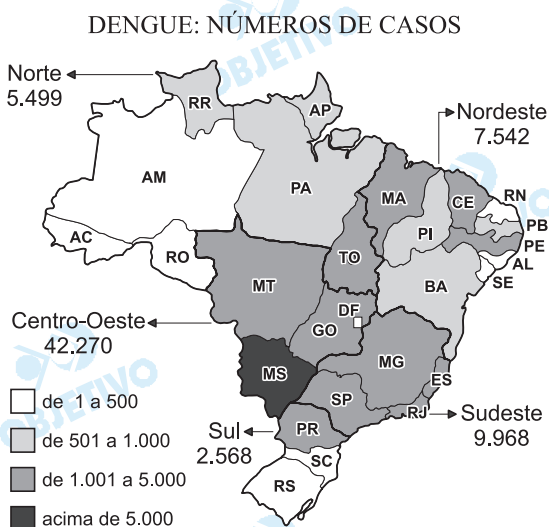 DENGUE: NÚMEROS DE CASOS
Norte
5.499
RR
AP
Nordeste
7.542
AM
PA
MA
CE
RN
PB
PE
AL
SE
PI
AC
RO
TO
BA
MT
DF
GO
Centro-Oeste
42.270
MS
MG
ES
SP
RJ
Sudeste
9.968
Sul
2.568
PR
SC
RS
de 1 a 500
de 501 a 1.000
de 1.001 a 5.000
acima de 5.000
OBJETIVO
OBJETIVO